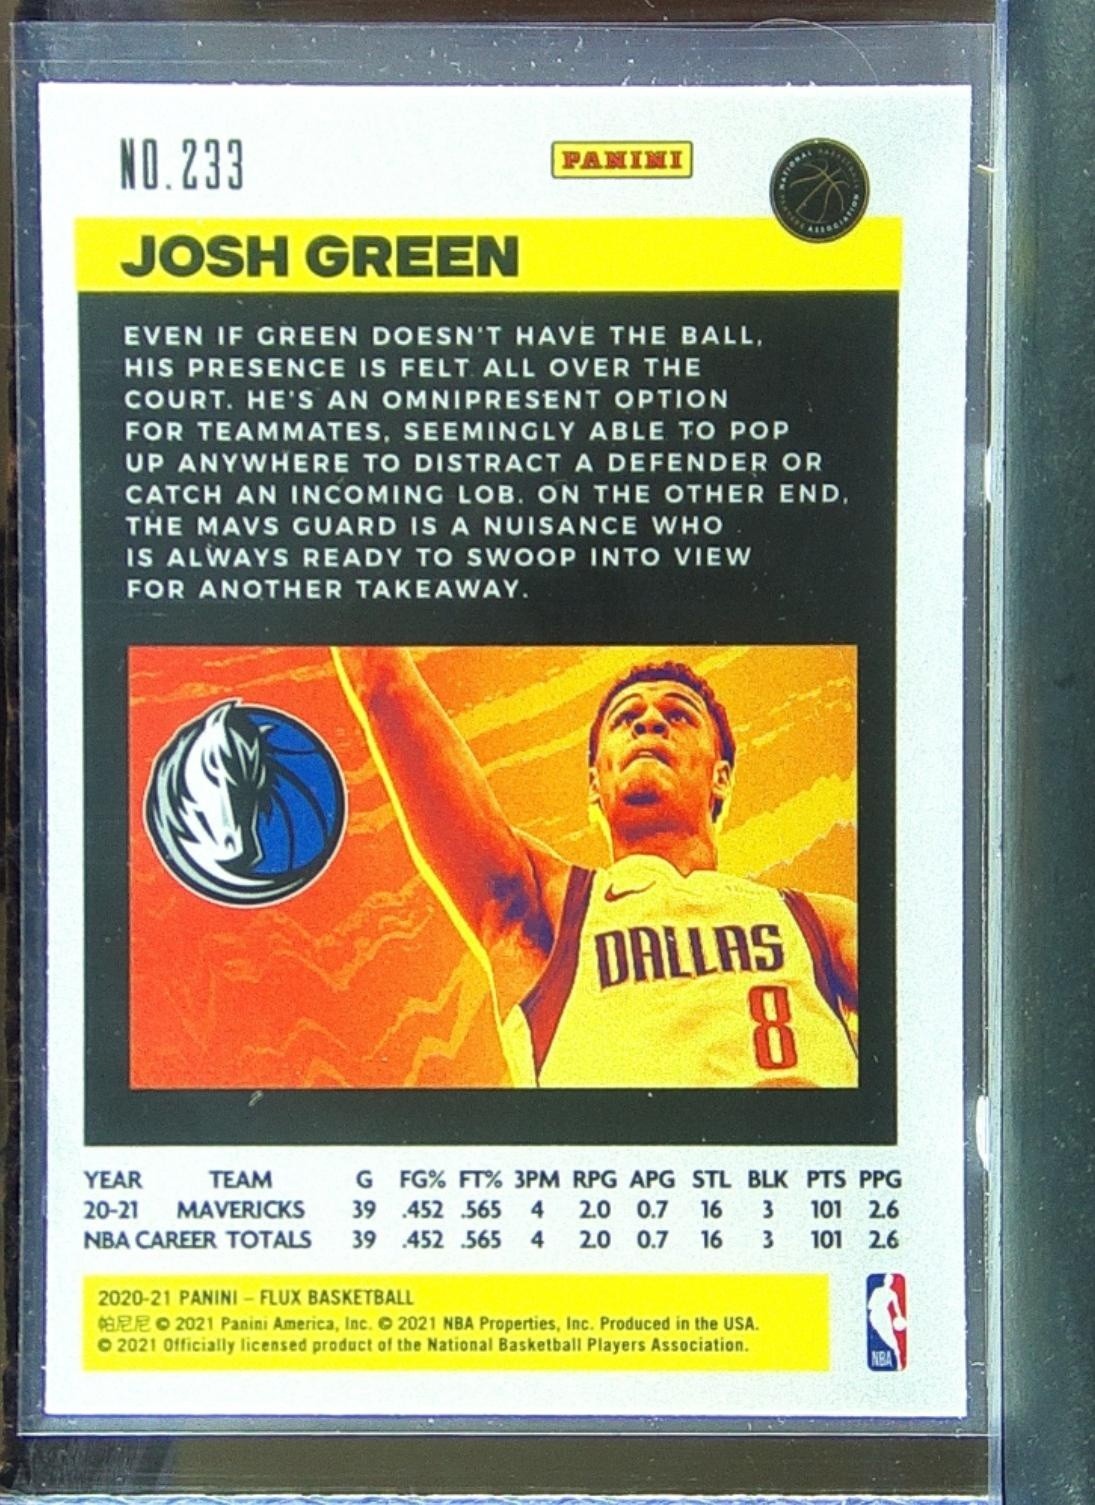 NO.233
PANINI
NATIONAL BASKETBALL PLAYERS ASSOCIATION
JOSH GREEN
EVEN IF GREEN DOESN'T HAVE THE BALL,
HIS PRESENCE IS FELT ALL OVER THE
COURT. HE'S AN OMNIPRESENT OPTION
FOR TEAMMATES, SEEMINGLY ABLE TO POP
UP ANYWHERE TO DISTRACT A DEFENDER OR
CATCH AN INCOMING LOB. ON THE OTHER END,
THE MAVS GUARD IS A NUISANCE WHO
IS ALWAYS READY TO SWOOP INTO VIEW
FOR ANOTHER TAKEAWAY.
DALLAS
8
YEAR TEAM G FG% FT% 3PM RPG APG STL BLK PTS PPG
20-21 MAVERICKS 39 .452 .565 4 2.0 0.7 16 3 101 2.6
NBA CAREER TOTALS 39 .452 .565 4 2.0 0.7 16 3 101 2.6
2020-21 PANINI – FLUX BASKETBALL
帕尼尼 © 2021 Panini America, Inc. © 2021 NBA Properties, Inc. Produced in the USA.
© 2021 Officially licensed product of the National Basketball Players Association.
NBA